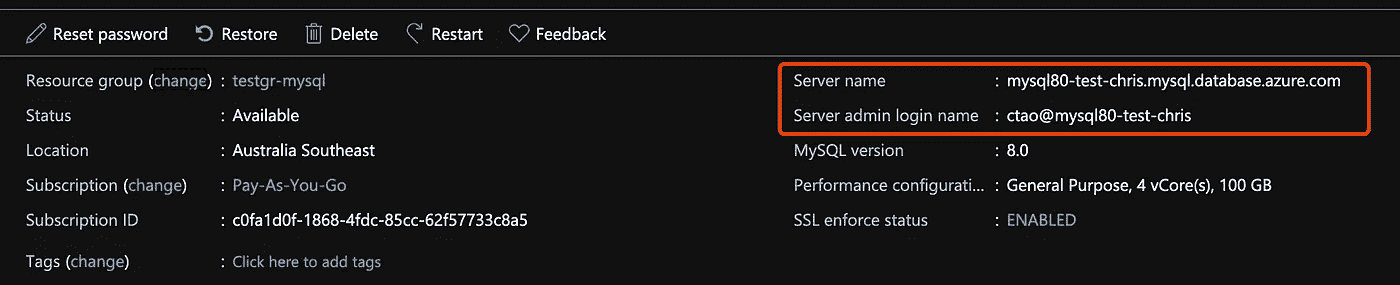 Reset password Restore Delete Restart Feedback
Resource group (change) : testgr-mysql
Status : Available
Location : Australia Southeast
Subscription (change) : Pay-As-You-Go
Subscription ID : c0fa1d0f-1868-4fdc-85cc-62f57733c8a5
Tags (change) : Click here to add tags
Server name : mysql80-test-chris.mysql.database.azure.com
Server admin login name : ctao@mysql80-test-chris
MySQL version : 8.0
Performance configurati... : General Purpose, 4 vCore(s), 100 GB
SSL enforce status : ENABLED